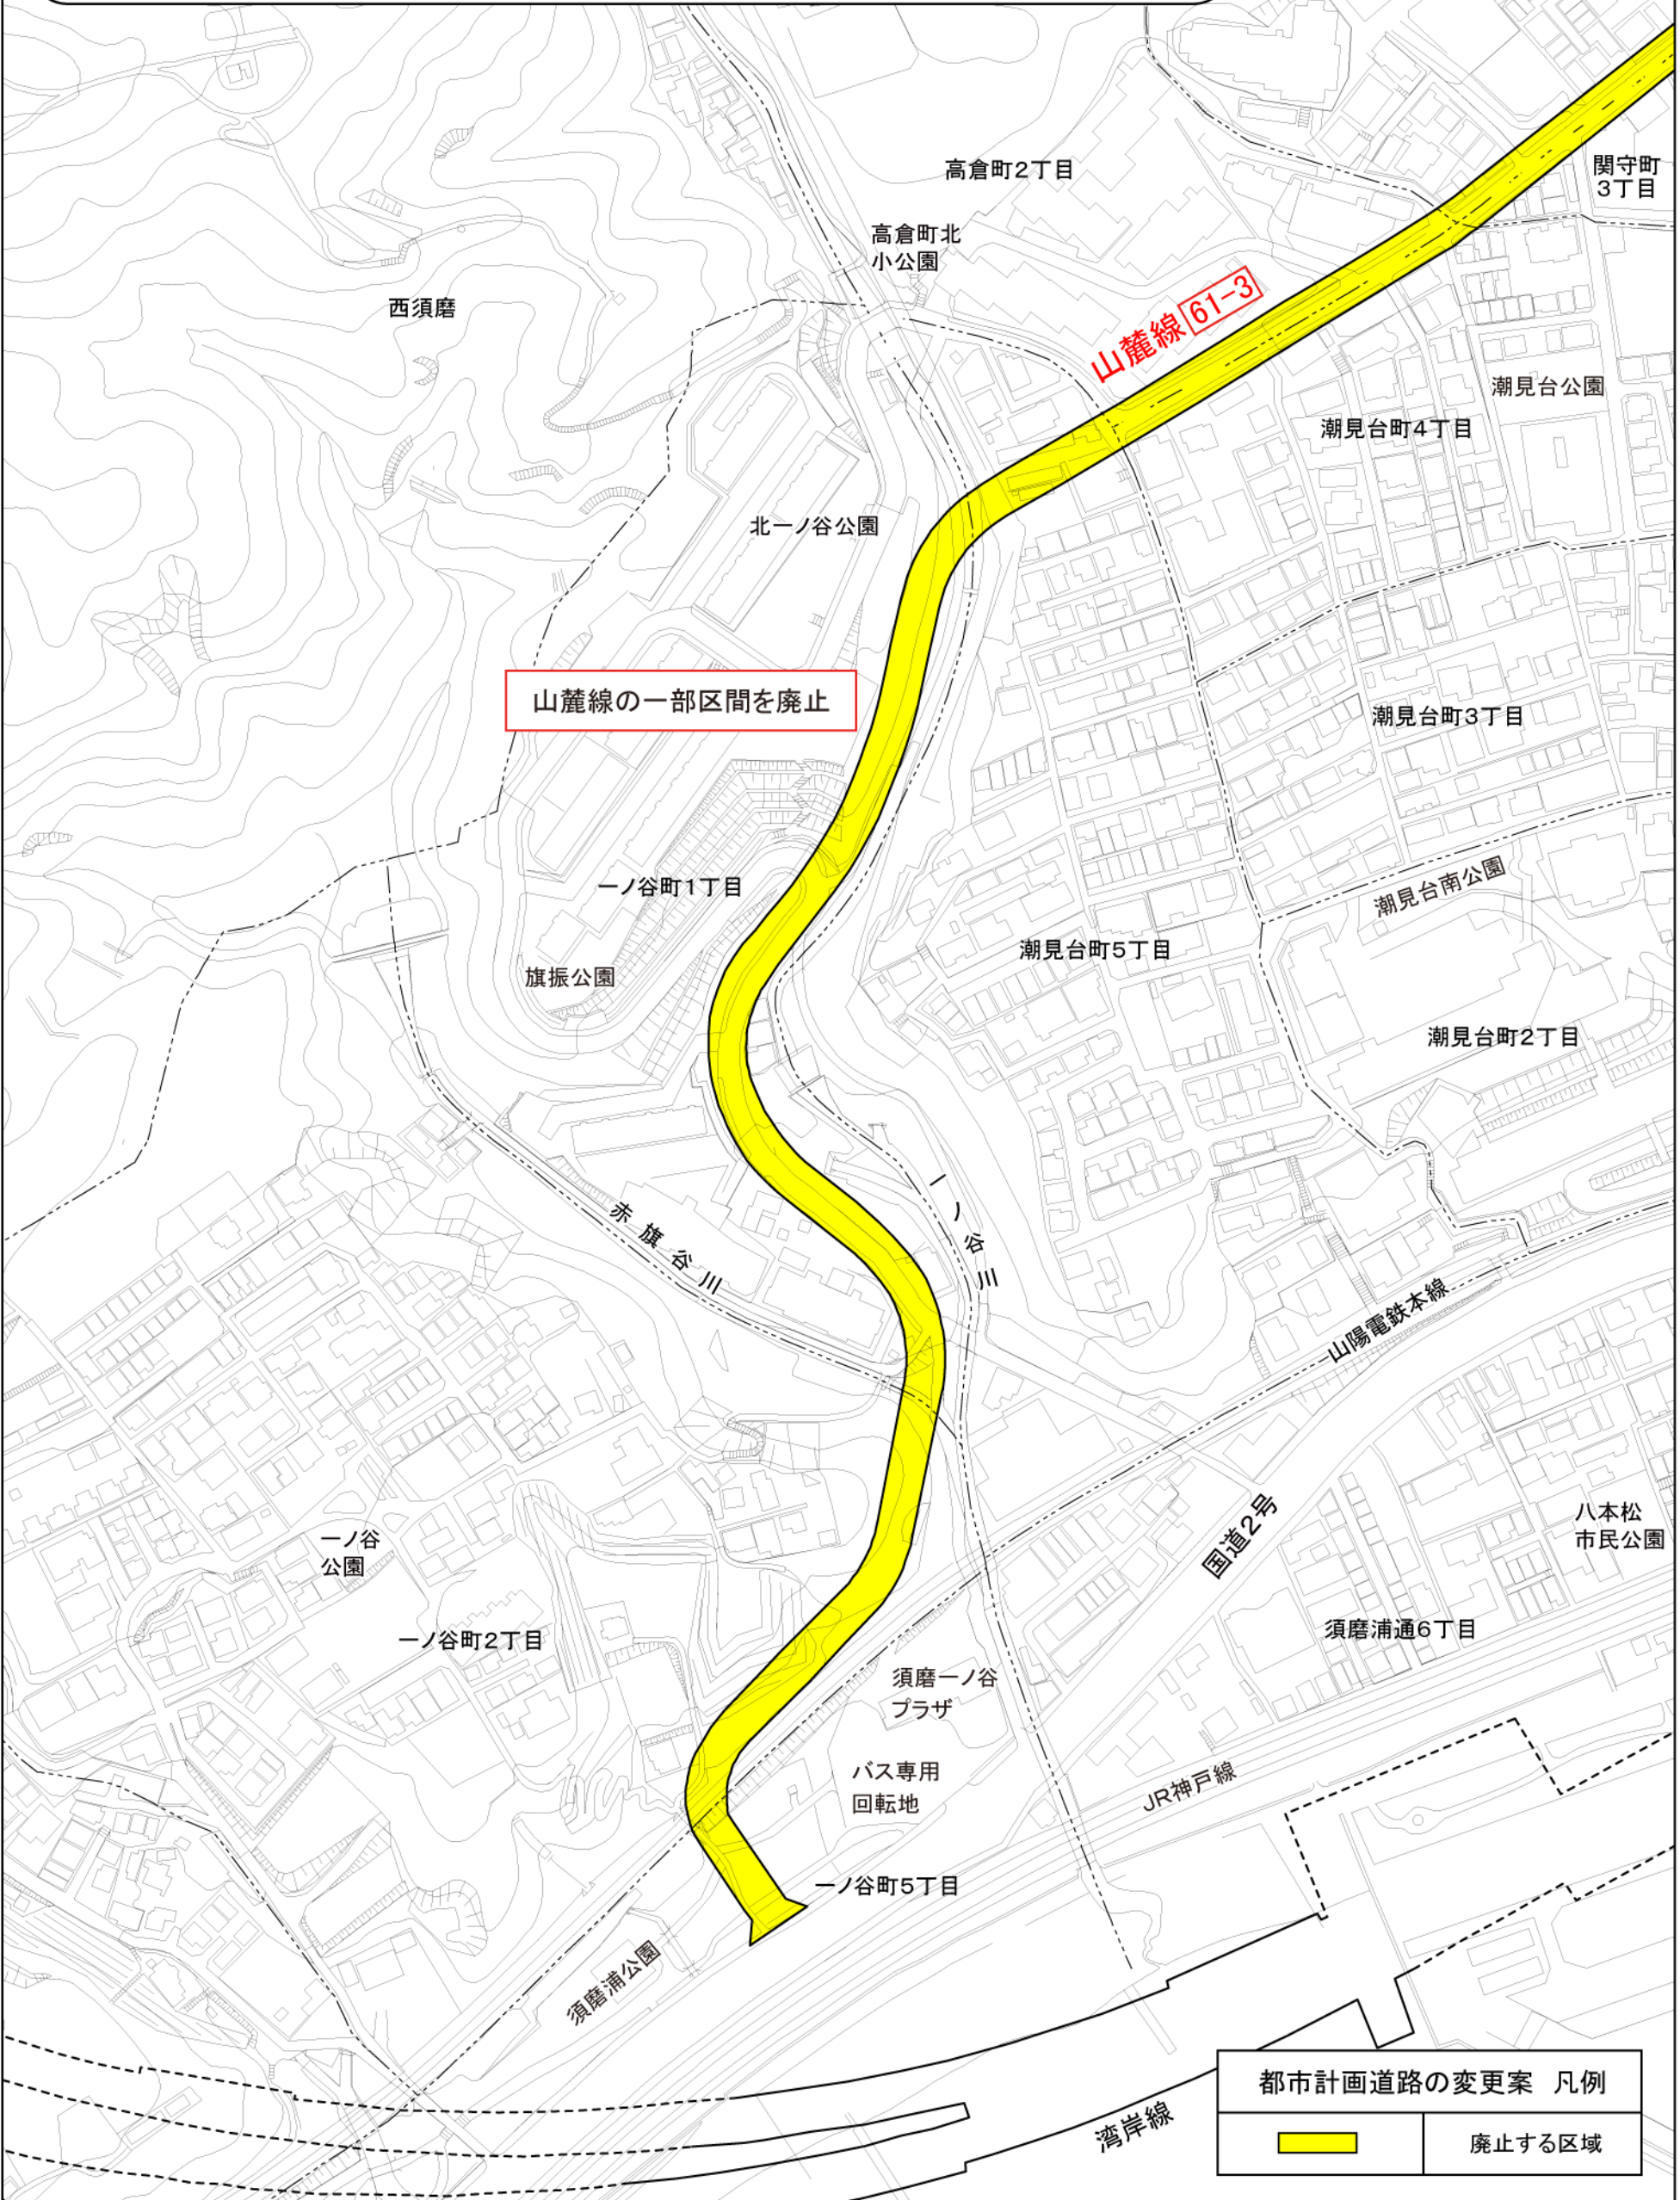 高倉町2丁目
関守町
3丁目
高倉町北
小公園
西須磨
山麓線 61-3
潮見台公園
潮見台町4丁目
北一ノ谷公園
山麓線の一部区間を廃止
潮見台町3丁目
一ノ谷町1丁目
潮見台南公園
潮見台町5丁目
旗振公園
潮見台町2丁目
赤旗谷川
一ノ谷川
山陽電鉄本線
国道2号
八本松
市民公園
一ノ谷
公園
須磨浦通6丁目
一ノ谷町2丁目
須磨一ノ谷
プラザ
バス専用
回転地
JR神戸線
一ノ谷町5丁目
須磨浦公園
湾岸線
都市計画道路の変更案 凡例
廃止する区域